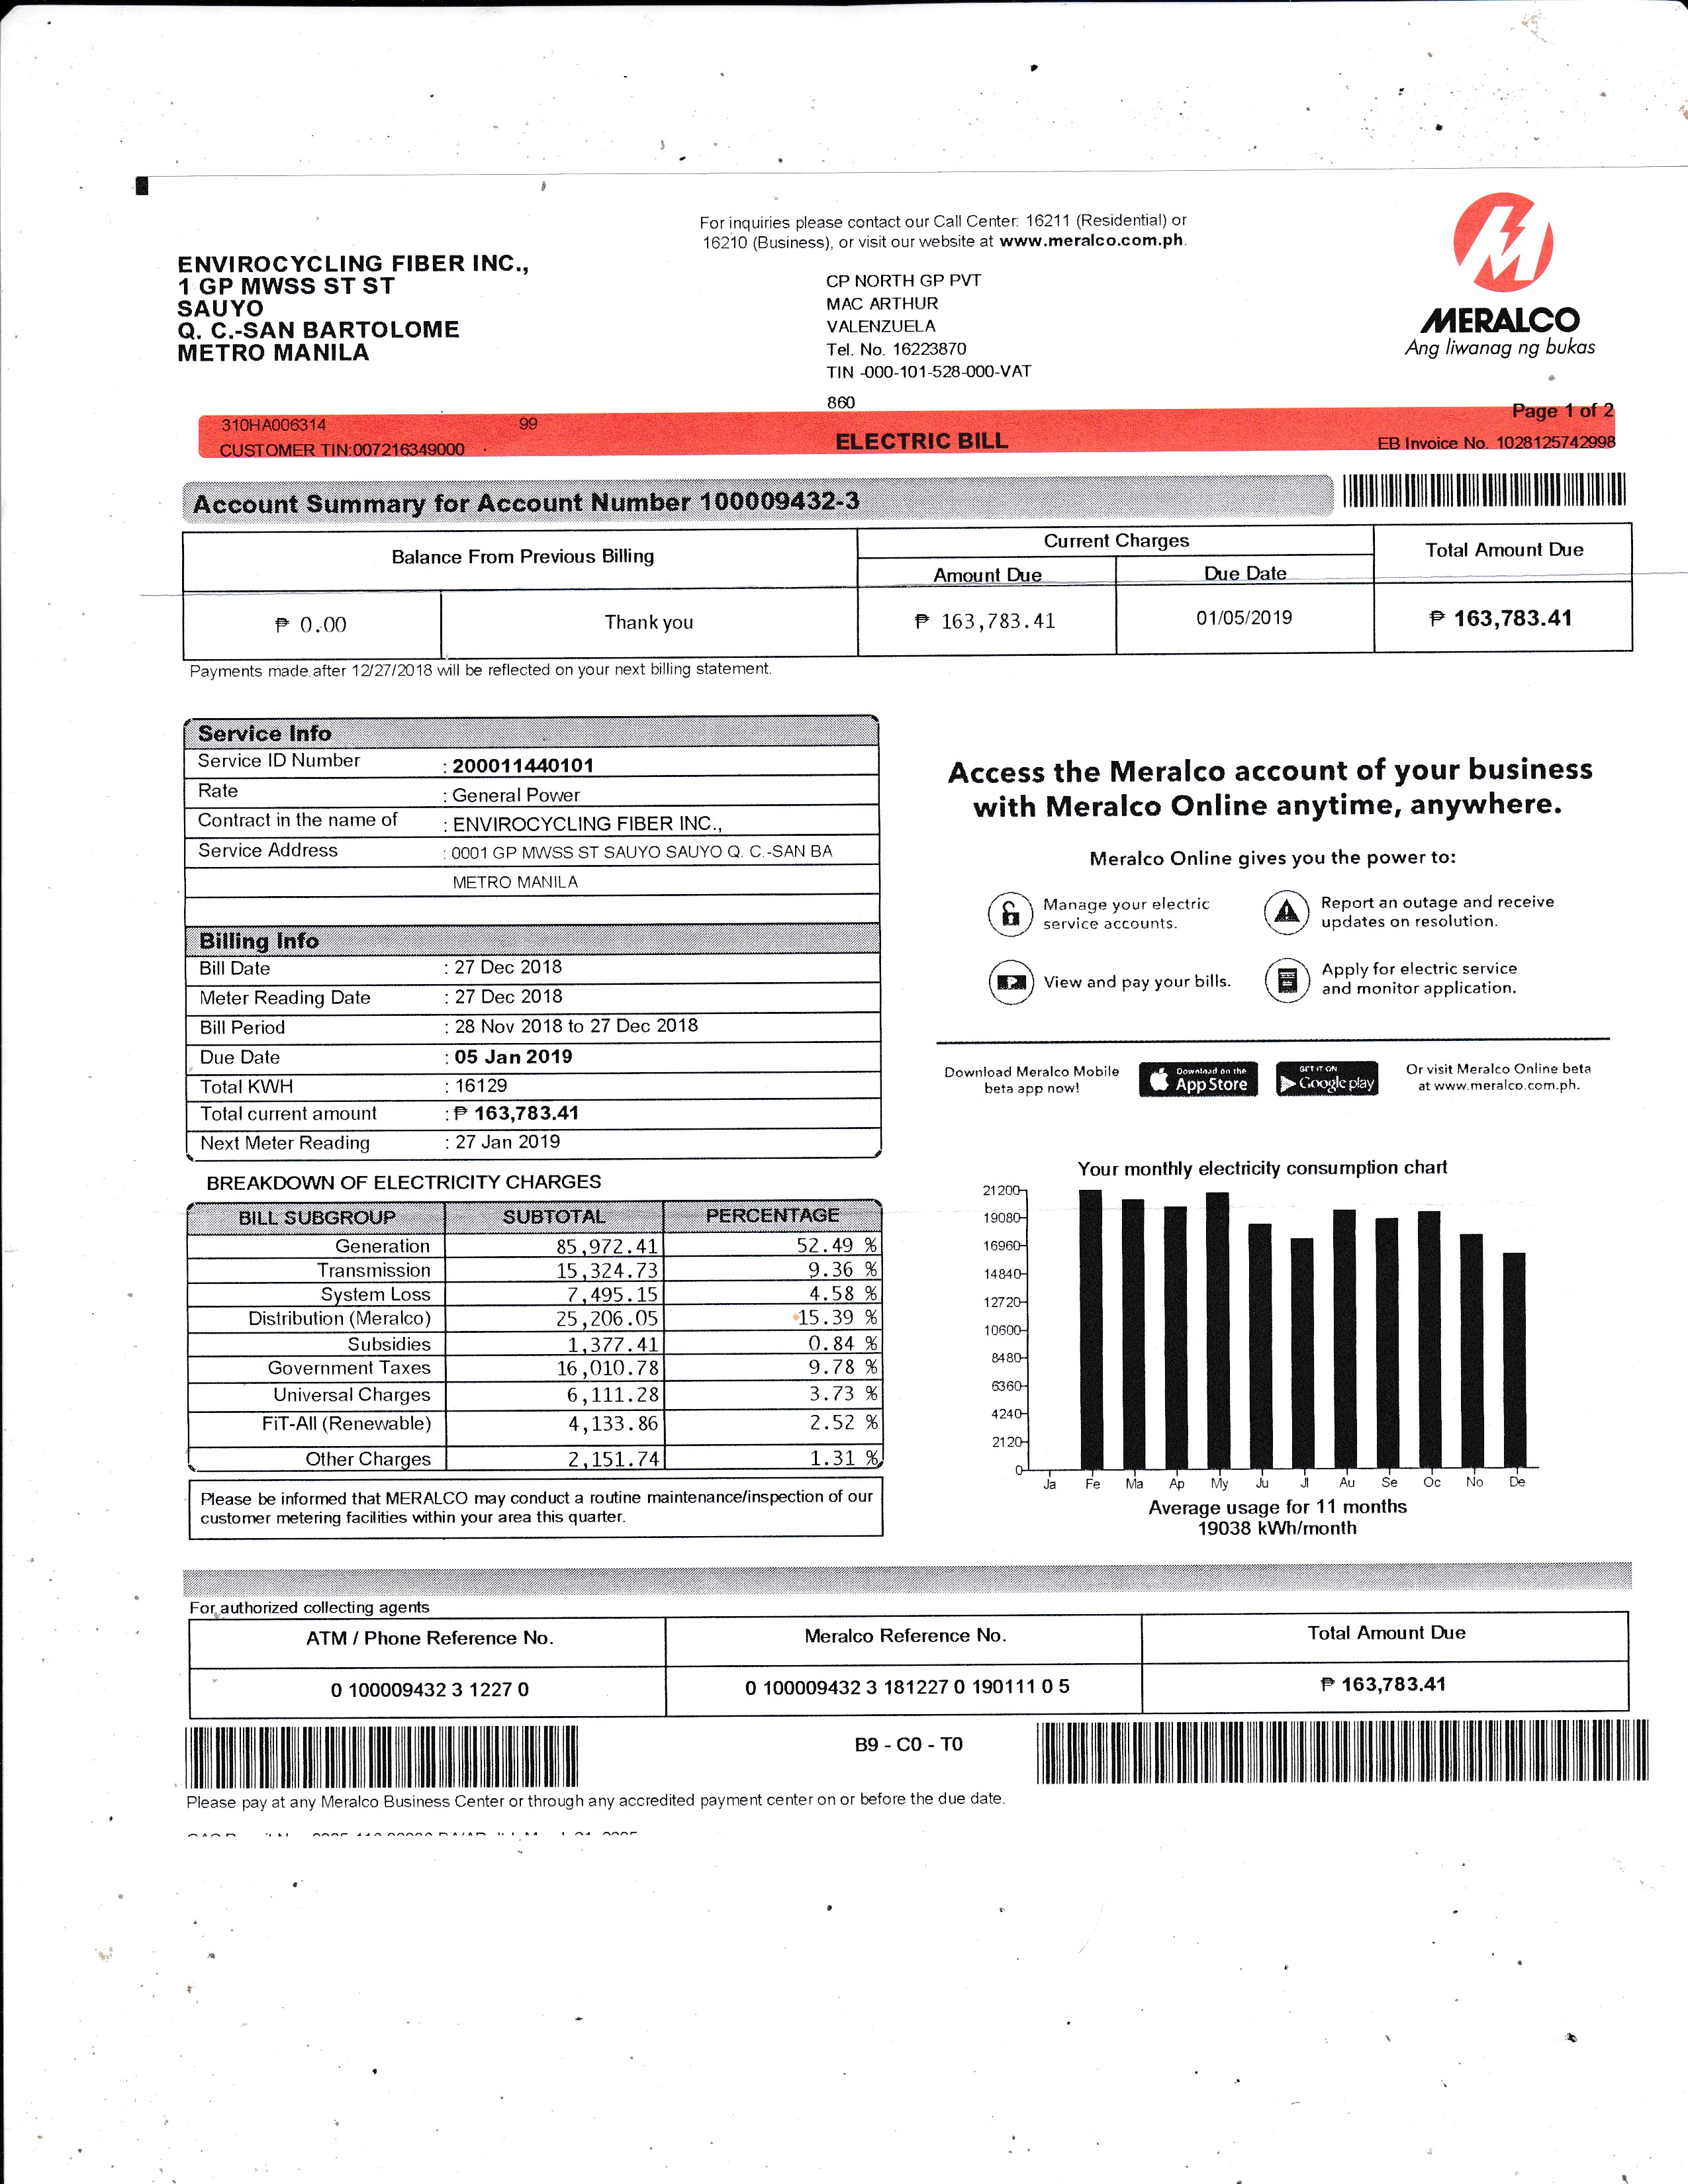 For inquiries please contact our Call Center: 16211 (Residential) or
16210 (Business), or visit our website at www.meralco.com.ph.
ENVIROCYCLING FIBER INC.,
1 GP MWSS ST ST
SAUYO
Q. C.-SAN BARTOLOME
METRO MANILA
CP NORTH GP PVT
MAC ARTHUR
VALENZUELA
Tel. No. 16223870
TIN -000-101-528-000-VAT
860
MERALCO
Ang liwanag ng bukas
310HA006314 99
CUSTOMER TIN:007216349000
ELECTRIC BILL
Page 1 of 2
EB Invoice No. 1028125742998
Account Summary for Account Number 100009432-3
Balance From Previous Billing
Current Charges
Total Amount Due
Amount Due
Due Date
₱ 0.00
Thank you
₱ 163,783.41
01/05/2019
₱ 163,783.41
Payments made after 12/27/2018 will be reflected on your next billing statement.
Service Info
Service ID Number : 200011440101
Rate : General Power
Contract in the name of : ENVIROCYCLING FIBER INC.,
Service Address : 0001 GP MWSS ST SAUYO SAUYO Q. C.-SAN BA
METRO MANILA
Billing Info
Bill Date : 27 Dec 2018
Meter Reading Date : 27 Dec 2018
Bill Period : 28 Nov 2018 to 27 Dec 2018
Due Date : 05 Jan 2019
Total KWH : 16129
Total current amount : ₱ 163,783.41
Next Meter Reading : 27 Jan 2019
Access the Meralco account of your business
with Meralco Online anytime, anywhere.
Meralco Online gives you the power to:
Manage your electric
service accounts.
Report an outage and receive
updates on resolution.
View and pay your bills.
Apply for electric service
and monitor application.
Download Meralco Mobile
beta app now!
Download on the
App Store
GET IT ON
Google play
Or visit Meralco Online beta
at www.meralco.com.ph.
BREAKDOWN OF ELECTRICITY CHARGES
BILL SUBGROUP SUBTOTAL PERCENTAGE
Generation 85,972.41 52.49 %
Transmission 15,324.73 9.36 %
System Loss 7,495.15 4.58 %
Distribution (Meralco) 25,206.05 15.39 %
Subsidies 1,377.41 0.84 %
Government Taxes 16,010.78 9.78 %
Universal Charges 6,111.28 3.73 %
FiT-All (Renewable) 4,133.86 2.52 %
Other Charges 2,151.74 1.31 %
Please be informed that MERALCO may conduct a routine maintenance/inspection of our
customer metering facilities within your area this quarter.
Your monthly electricity consumption chart
21200
19080
16960
14840
12720
10600
8480
6360
4240
2120
0
Ja Fe Ma Ap My Ju Jl Au Se Oc No De
Average usage for 11 months
19038 kWh/month
For authorized collecting agents
ATM / Phone Reference No.
Meralco Reference No.
Total Amount Due
0 100009432 3 1227 0
0 100009432 3 181227 0 190111 0 5
₱ 163,783.41
B9 - C0 - T0
Please pay at any Meralco Business Center or through any accredited payment center on or before the due date.